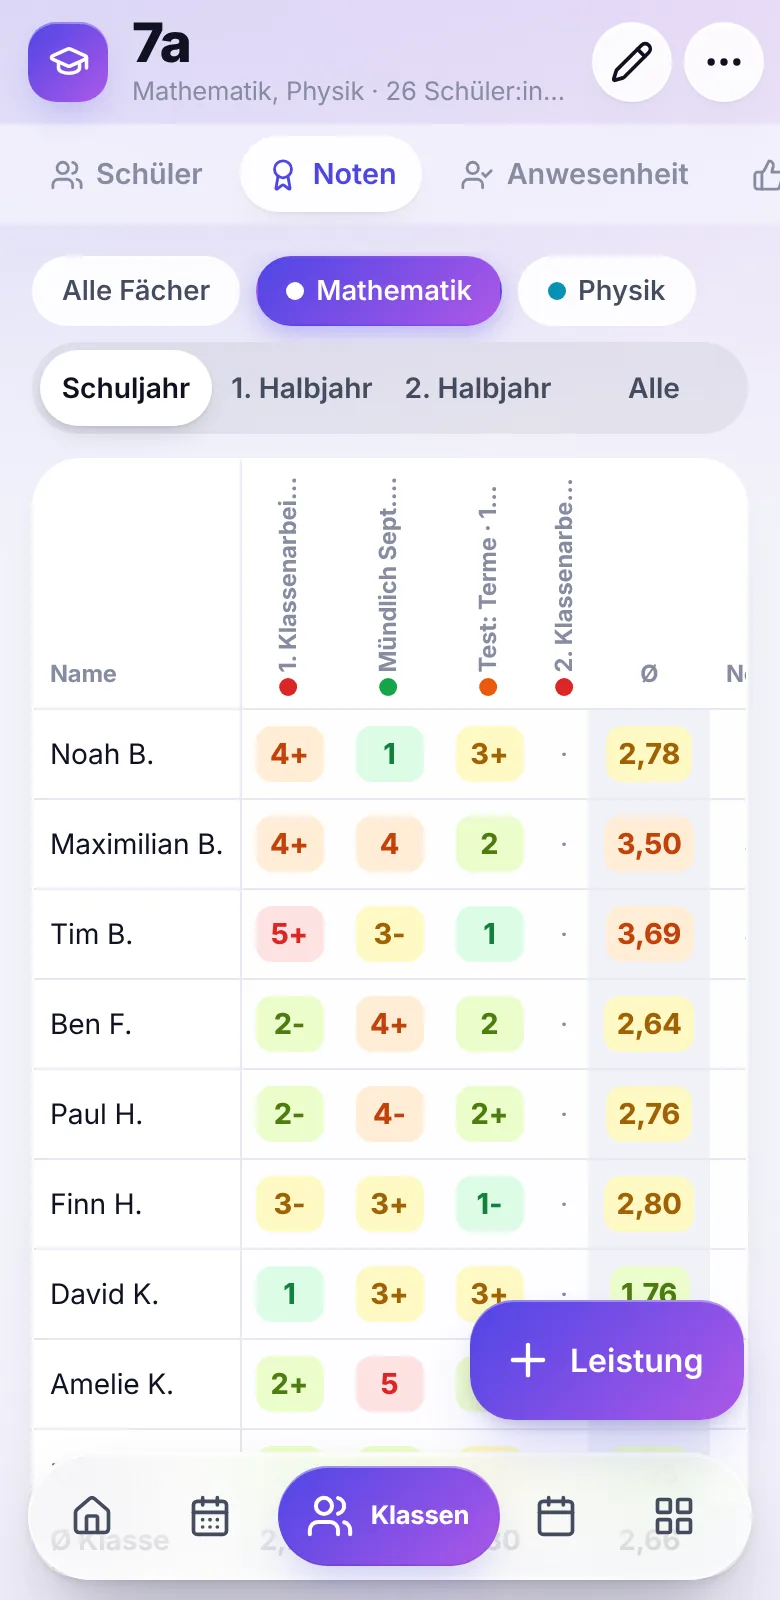 7a
Mathematik, Physik · 26 Schüler:in...
Schüler Noten Anwesenheit
Alle Fächer Mathematik Physik
Schuljahr 1. Halbjahr 2. Halbjahr Alle
Name 1. Klassenarbei... Mündlich Sept.... Test: Terme · 1... 2. Klassenarbe... Ø
Noah B. 4+ 1 3+ · 2,78
Maximilian B. 4+ 4 2 · 3,50
Tim B. 5+ 3- 1 · 3,69
Ben F. 2- 4+ 2 · 2,64
Paul H. 2- 4- 2+ · 2,76
Finn H. 3- 3+ 1- · 2,80
David K. 1 3+ 3+ · 1,76
Amelie K. 2+ 5
Leistung
Ø Klasse 2,66
Klassen